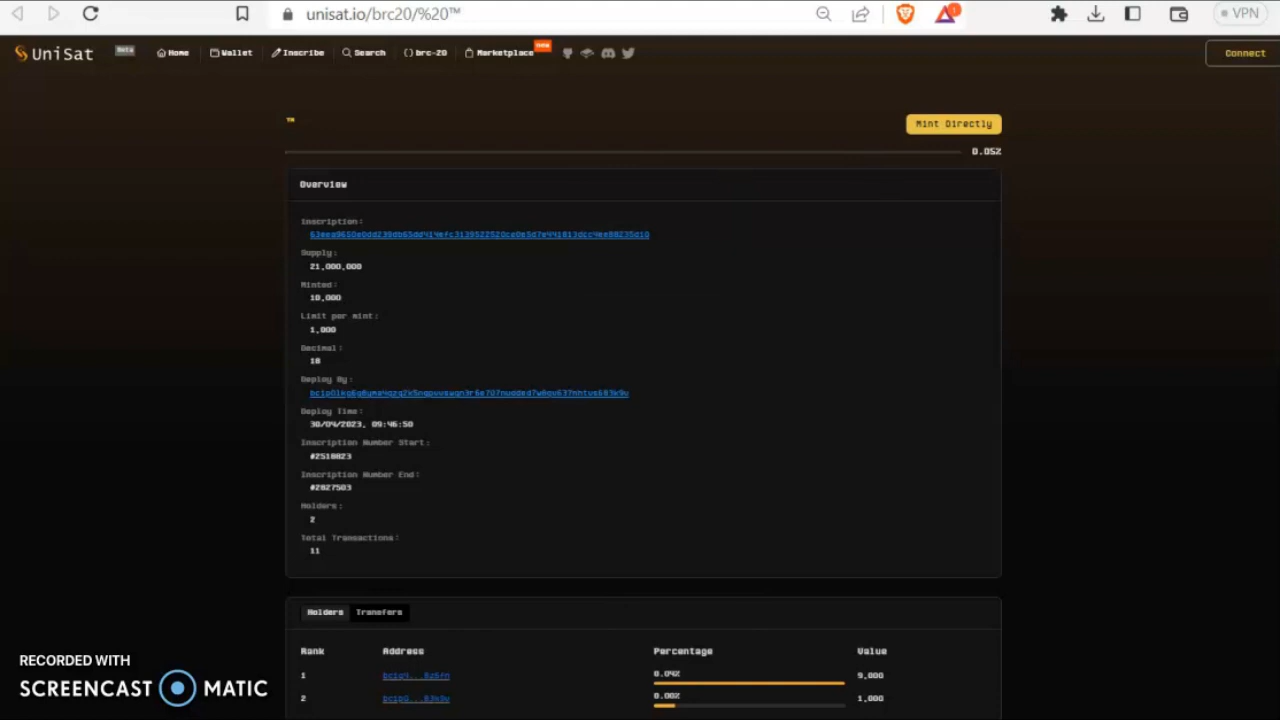 unisat.io/brc20/%20™
VPN
UniSat Beta Home Wallet Inscribe Search brc-20 Marketplace new Connect
™ Mint Directly
0.05%
Overview
Inscription:
Supply:
21,000,000
Minted:
10,000
Limit per mint:
1,000
Decimal:
18
Deploy By:
Deploy Time:
30/04/2023, 09:46:50
Inscription Number Start:
#2518823
Inscription Number End:
#2827503
Holders:
2
Total Transactions:
11
Holders Transfers
Rank Address Percentage Value
1 0.04% 9,000
2 0.00% 1,000
RECORDED WITH
SCREENCAST MATIC